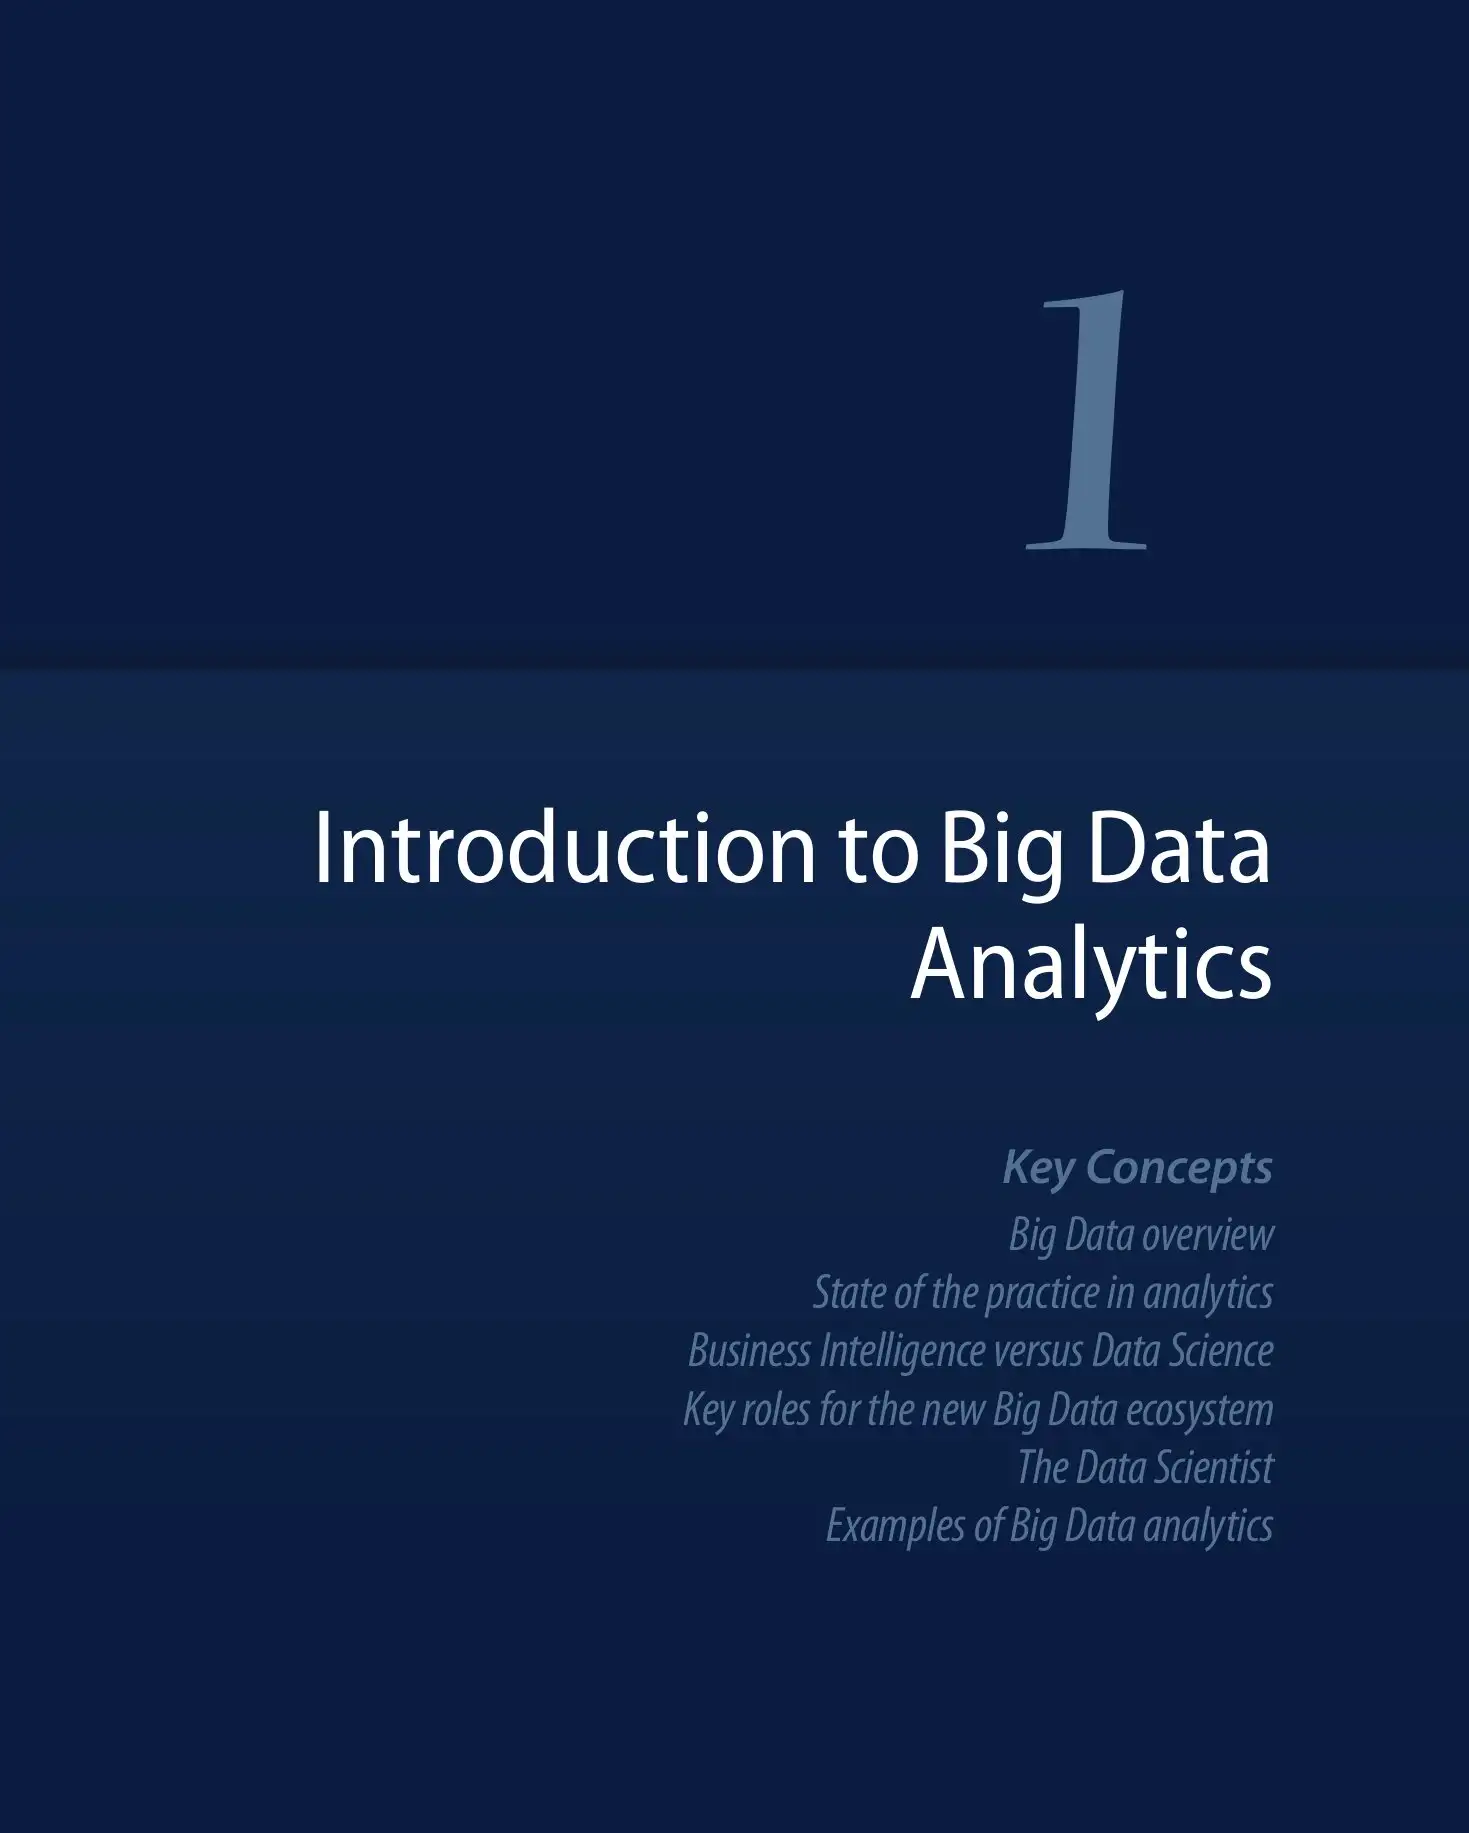 1
Introduction to Big Data
Analytics
Key Concepts
Big Data overview
State of the practice in analytics
Business Intelligence versus Data Science
Key roles for the new Big Data ecosystem
The Data Scientist
Examples of Big Data analytics